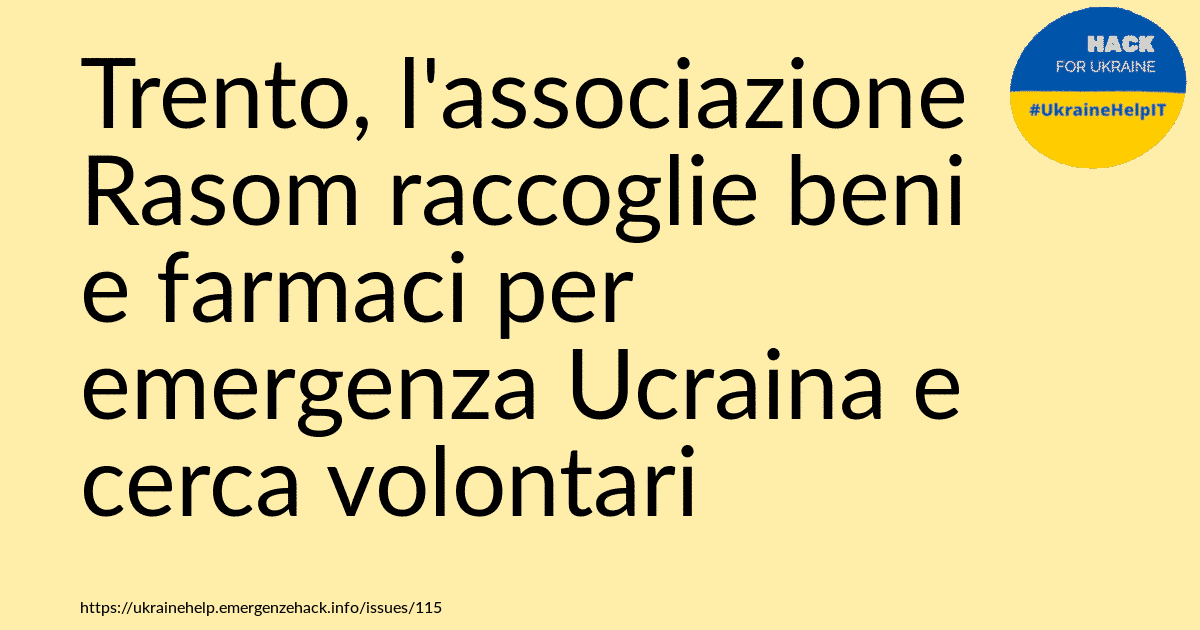 Trento, l'associazione
Rasom raccoglie beni
e farmaci per
emergenza Ucraina e
cerca volontari
HACK
FOR UKRAINE
#UkraineHelpIT
https://ukrainehelp.emergenzehack.info/issues/115